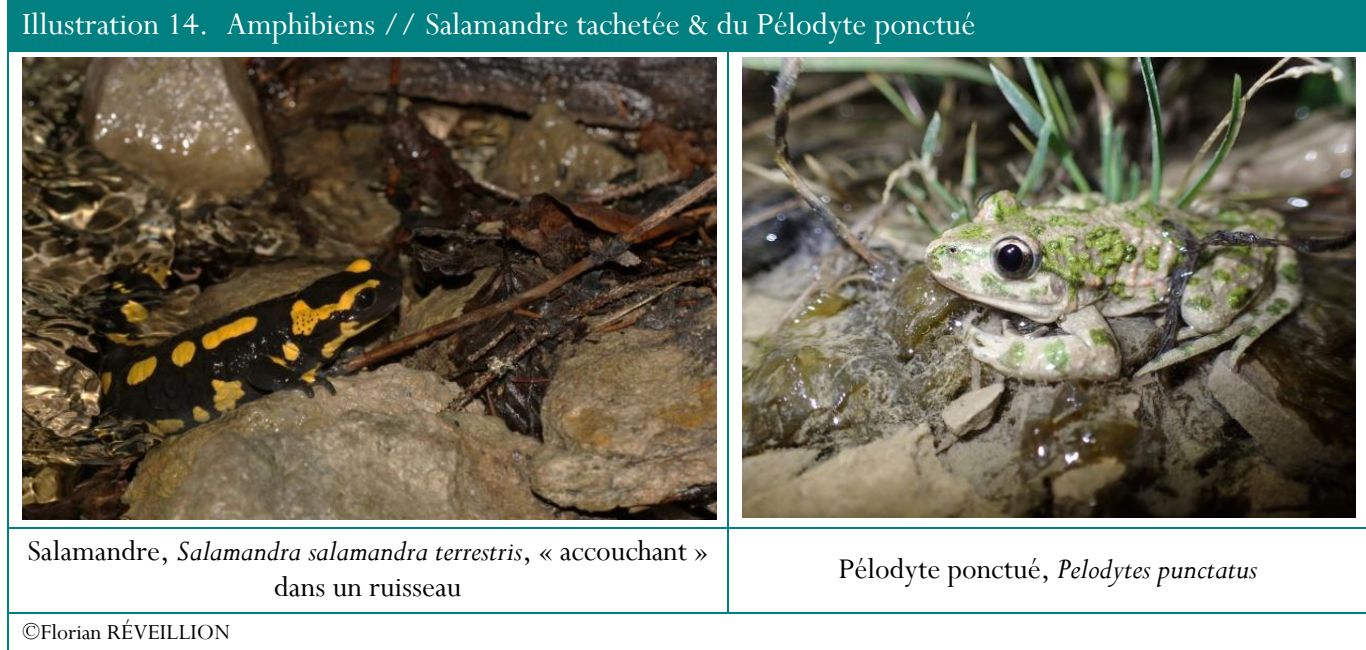 Illustration 14. Amphibiens // Salamandre tachetée & du Pélodyte ponctué
Salamandre, Salamandra salamandra terrestris, « accouchant »
dans un ruisseau
Pélodyte ponctué, Pelodytes punctatus
©Florian RÉVEILLION